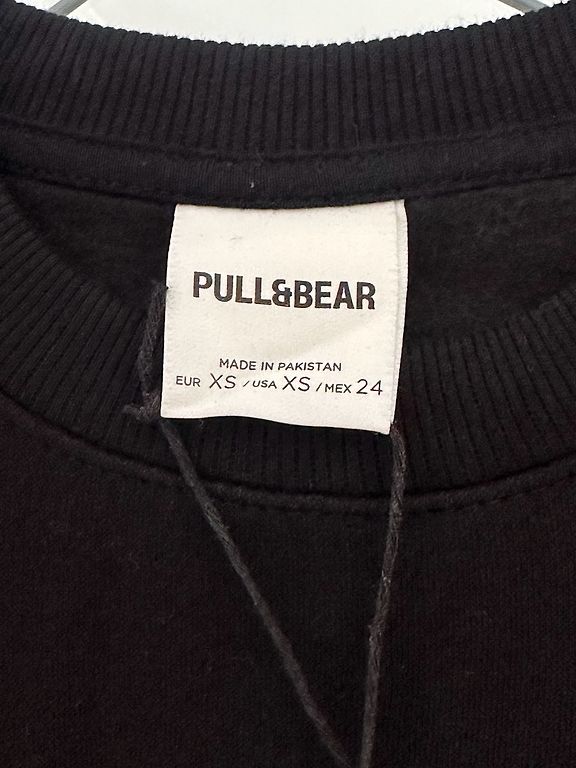 PULL&BEAR
MADE IN PAKISTAN
EUR XS / USA XS / MEX 24